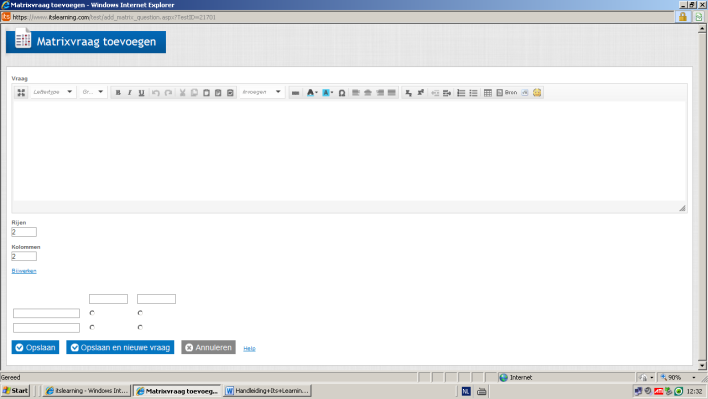 Matrixvraag toevoegen - Windows Internet Explorer
https://www.itslearning.com/test/add_matrix_question.aspx?TestID=21701
Matrixvraag toevoegen
Vraag
Lettertype Gr... B I U Invoegen A A Ω Bron
Rijen
2
Kolommen
2
Bijwerken
Opslaan Opslaan en nieuwe vraag Annuleren Help
Gereed Internet 90%
Start itslearning - Windows Int... Matrixvraag toevoeg... Handleiding+Its+Learnin... NL 12:32